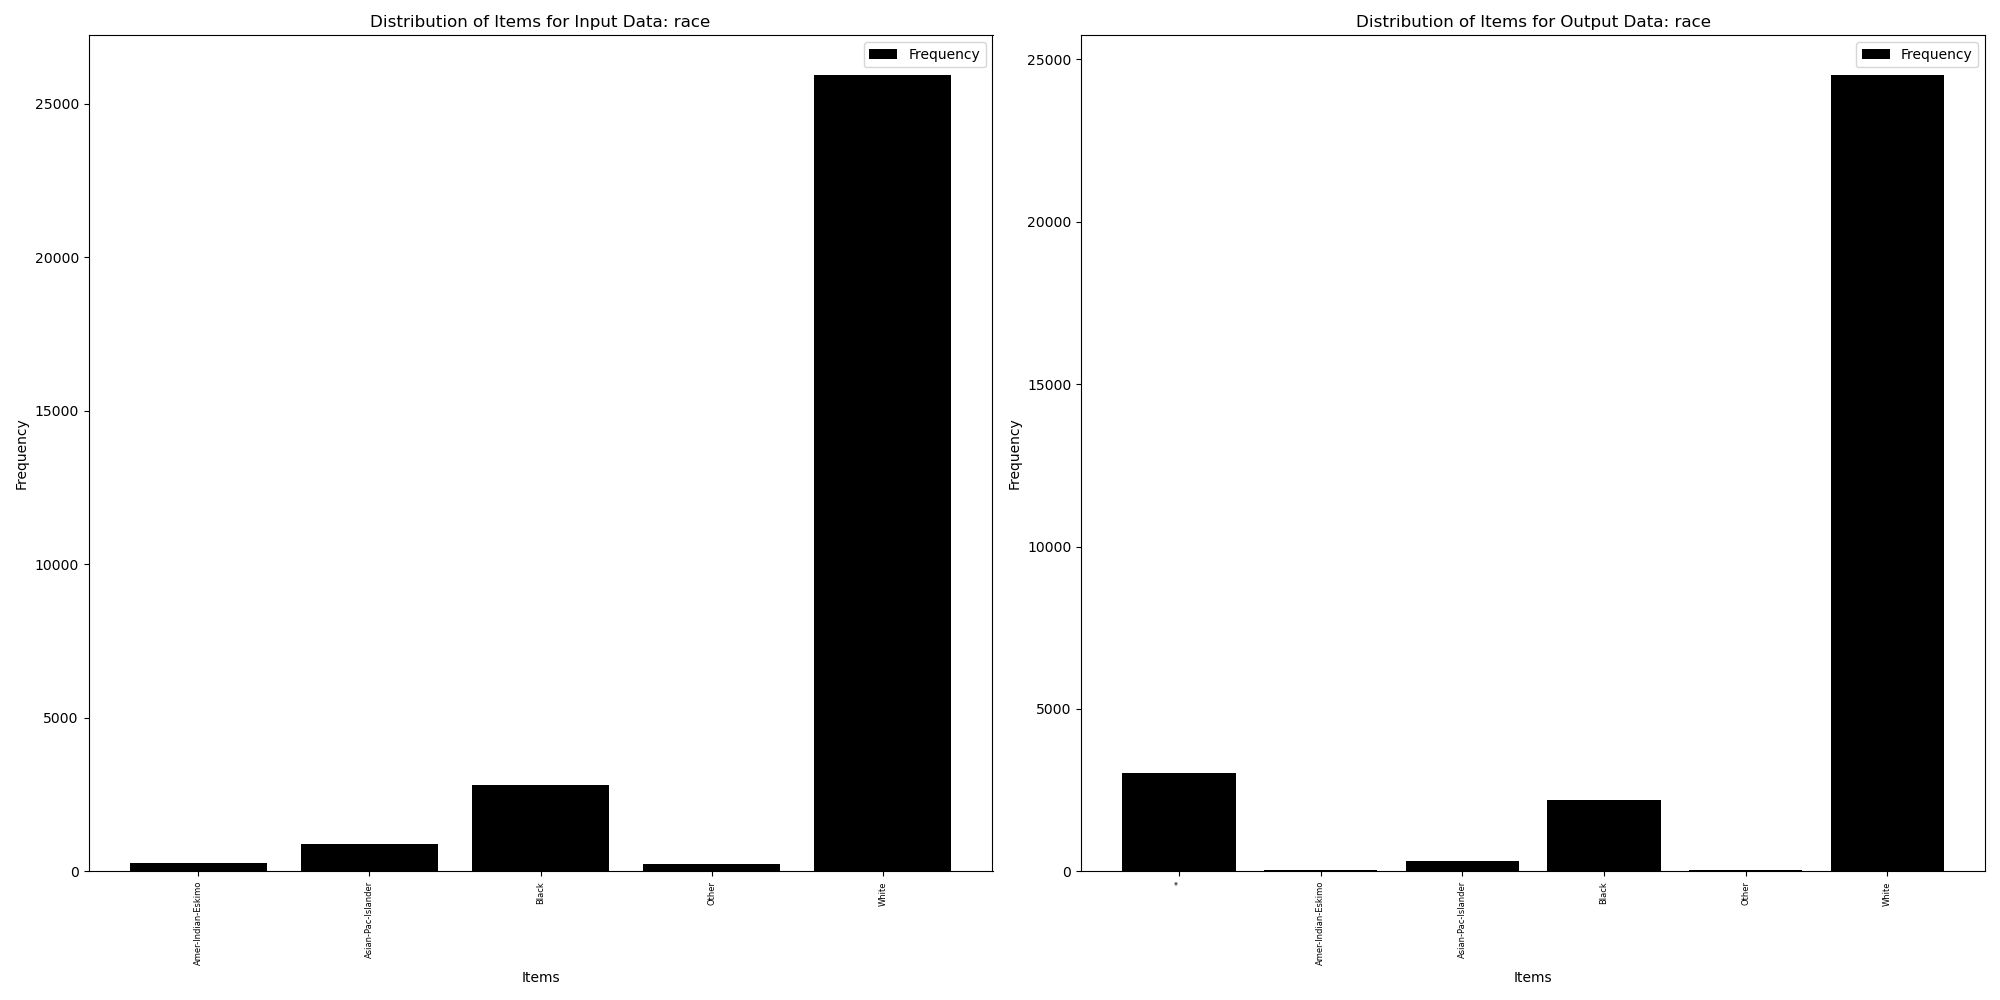 Distribution of Items for Input Data: race
Frequency
25000
20000
15000
10000
5000
0
Frequency
Amer-Indian-Eskimo
Asian-Pac-Islander
Black
Other
White
Items
Distribution of Items for Output Data: race
Frequency
25000
20000
15000
10000
5000
0
Frequency
*
Amer-Indian-Eskimo
Asian-Pac-Islander
Black
Other
White
Items